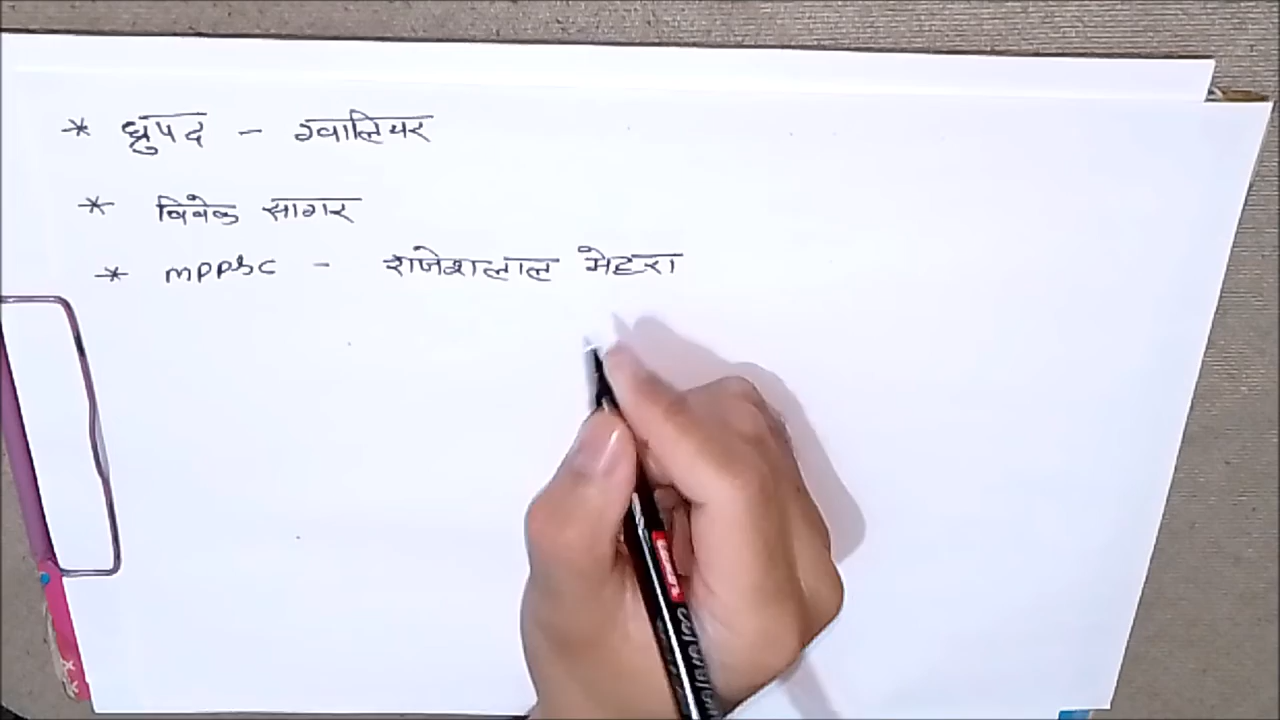 * ध्रुपद - ग्वालियर
* विवेक सागर
* MPPSC - राजेशलाल मेहरा